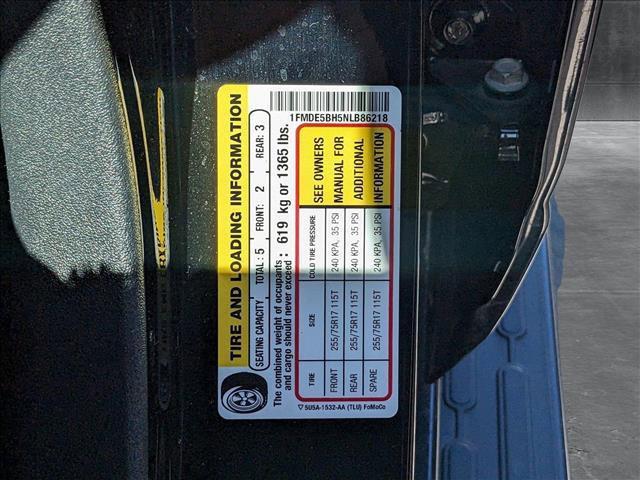 1FMDE5BH5NLB86218
TIRE AND LOADING INFORMATION
SEATING CAPACITY TOTAL: 5 FRONT: 2 REAR: 3
The combined weight of occupants and cargo should never exceed : 619 kg or 1365 lbs.
TIRE SIZE COLD TIRE PRESSURE
FRONT 255/75R17 115T 240 KPA, 35 PSI
REAR 255/75R17 115T 240 KPA, 35 PSI
SPARE 255/75R17 115T 240 KPA, 35 PSI
SEE OWNERS
MANUAL FOR
ADDITIONAL
INFORMATION
5U5A-1532-AA (TLU) FoMoCo